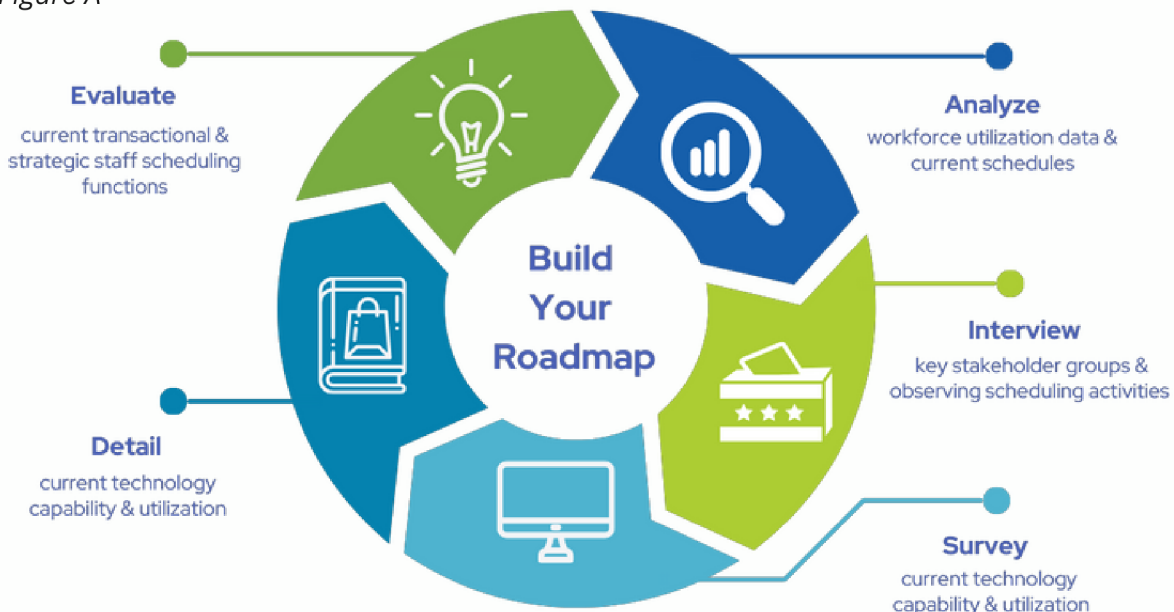 Figure A
Evaluate
current transactional &
strategic staff scheduling
functions
Analyze
workforce utilization data &
current schedules
Build
Your
Roadmap
Interview
key stakeholder groups &
observing scheduling activities
Detail
current technology
capability & utilization
Survey
current technology
capability & utilization